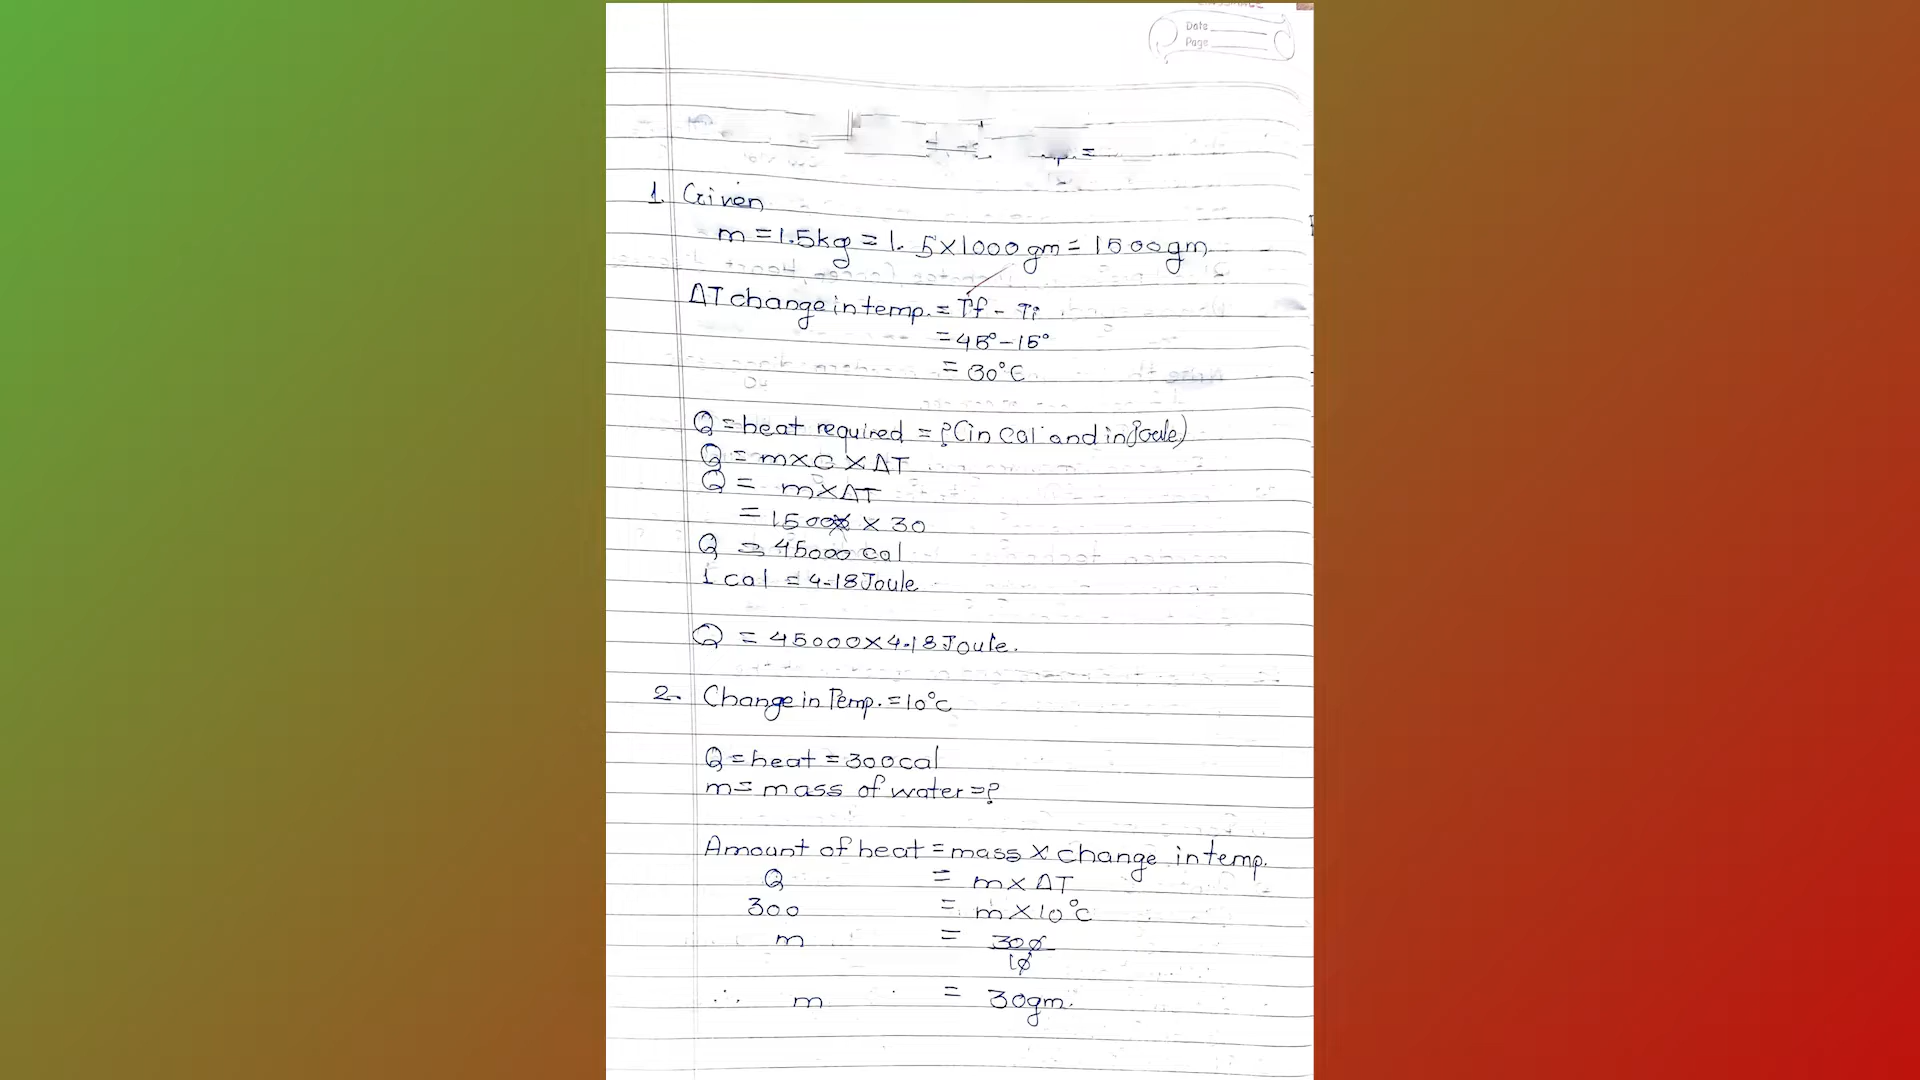 Date
Page
=
1. Given
m = 1.5kg = 1. 5×1000 gm = 1500gm
ΔT change in temp. = Tf - Ti
= 45° - 15°
= 30°C
Q = heat required = ? (in cal and in Joule)
Q = m×C×ΔT
Q = m×ΔT
= 1500 × 30
Q = 45000 cal
1 cal = 4.18 Joule
Q = 45000×4.18 Joule.
2. Change in Temp. = 10°C
Q = heat = 300 cal
m = mass of water = ?
Amount of heat = mass × change in temp.
Q = m×ΔT
300 = m×10°C
m = 300
10
∴ m = 30gm.